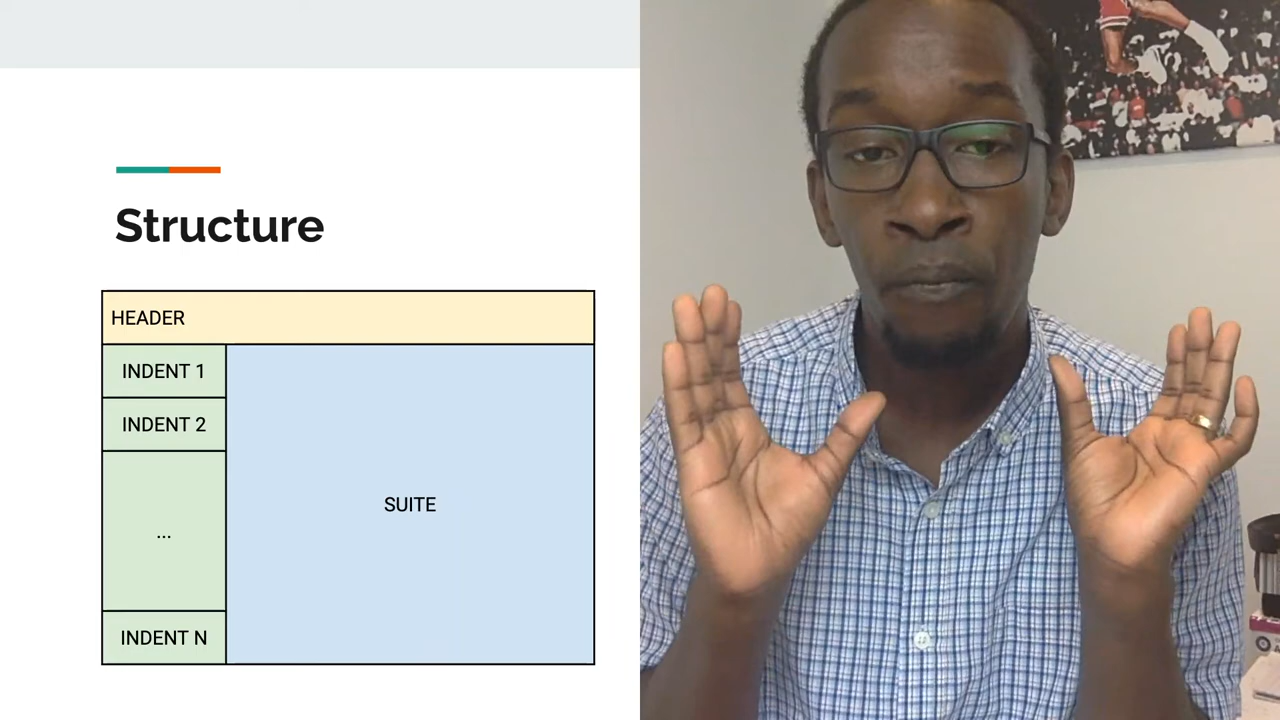 Structure
HEADER
INDENT 1
INDENT 2
...
INDENT N
SUITE